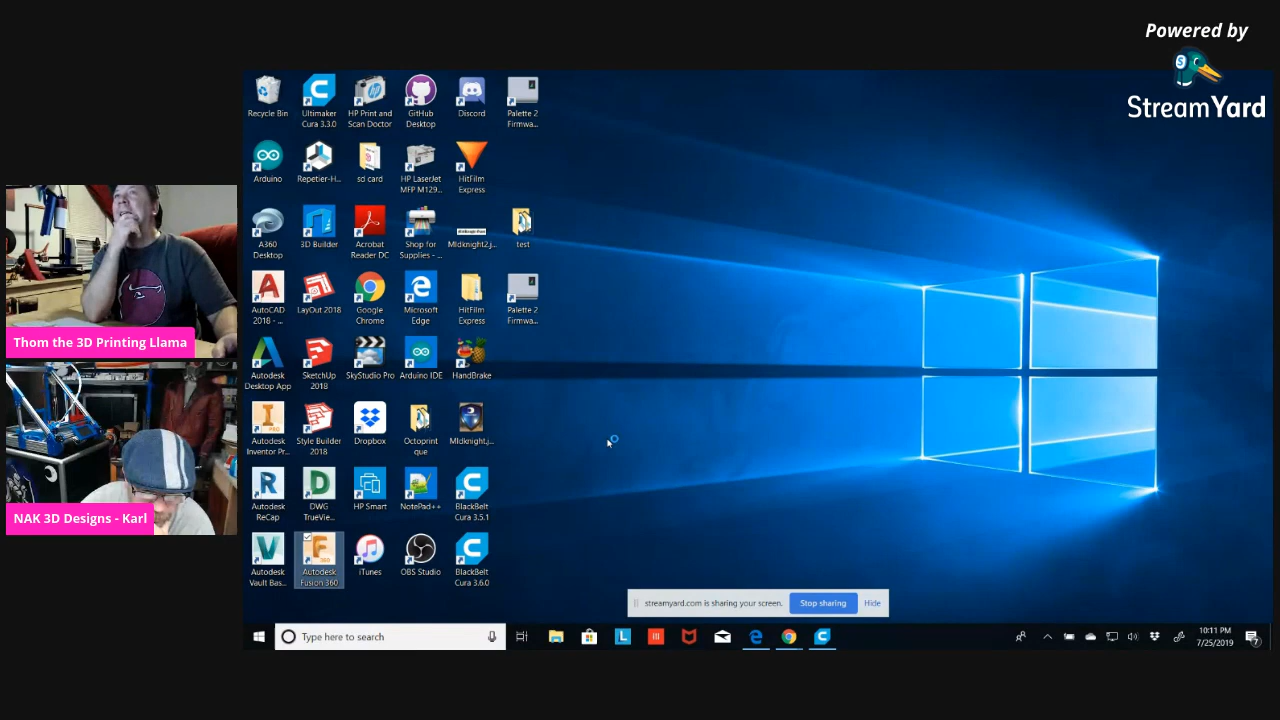 Powered by
StreamYard
Thom the 3D Printing Llama
NAK 3D Designs - Karl
Recycle Bin
Ultimaker
Cura 3.3.0
HP Print and
Scan Doctor
GitHub
Desktop
Discord
Palette 2
Firmwa...
Arduino
Repetier-H...
sd card
HP LaserJet
MFP M129...
HitFilm
Express
A360
Desktop
3D Builder
Acrobat
Reader DC
Shop for
Supplies - ...
MIdknight2.j...
test
AutoCAD
2018 - ...
LayOut 2018
Google
Chrome
Microsoft
Edge
HitFilm
Express
Palette 2
Firmwa...
Autodesk
Desktop App
SketchUp
2018
SkyStudio Pro
Arduino IDE
HandBrake
Autodesk
Inventor Pr...
Style Builder
2018
Dropbox
Octoprint
que
MIdknight.j...
Autodesk
ReCap
DWG
TrueVie...
HP Smart
NotePad++
BlackBelt
Cura 3.5.1
Autodesk
Vault Bas...
Autodesk
Fusion 360
iTunes
OBS Studio
BlackBelt
Cura 3.6.0
streamyard.com is sharing your screen.
Stop sharing
Hide
Type here to search
10:11 PM
7/25/2019